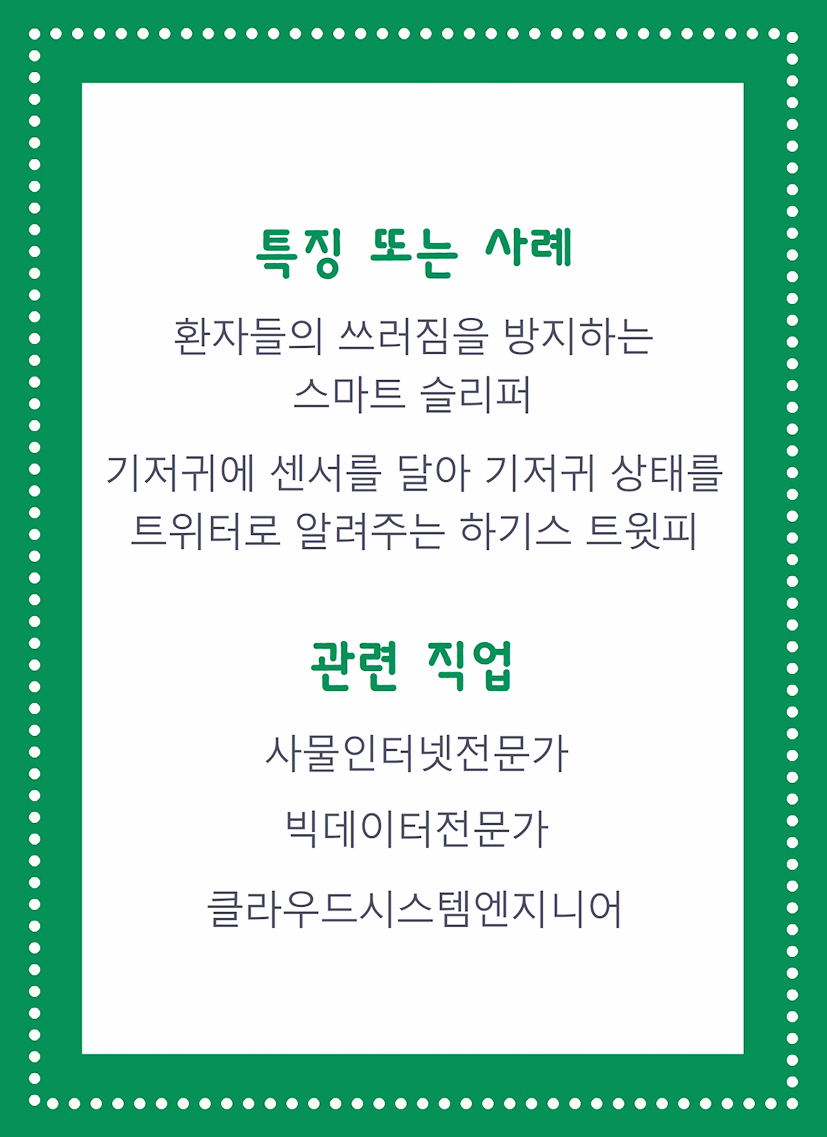 특징 또는 사례
환자들의 쓰러짐을 방지하는
스마트 슬리퍼
기저귀에 센서를 달아 기저귀 상태를
트위터로 알려주는 하기스 트윗피
관련 직업
사물인터넷전문가
빅데이터전문가
클라우드시스템엔지니어